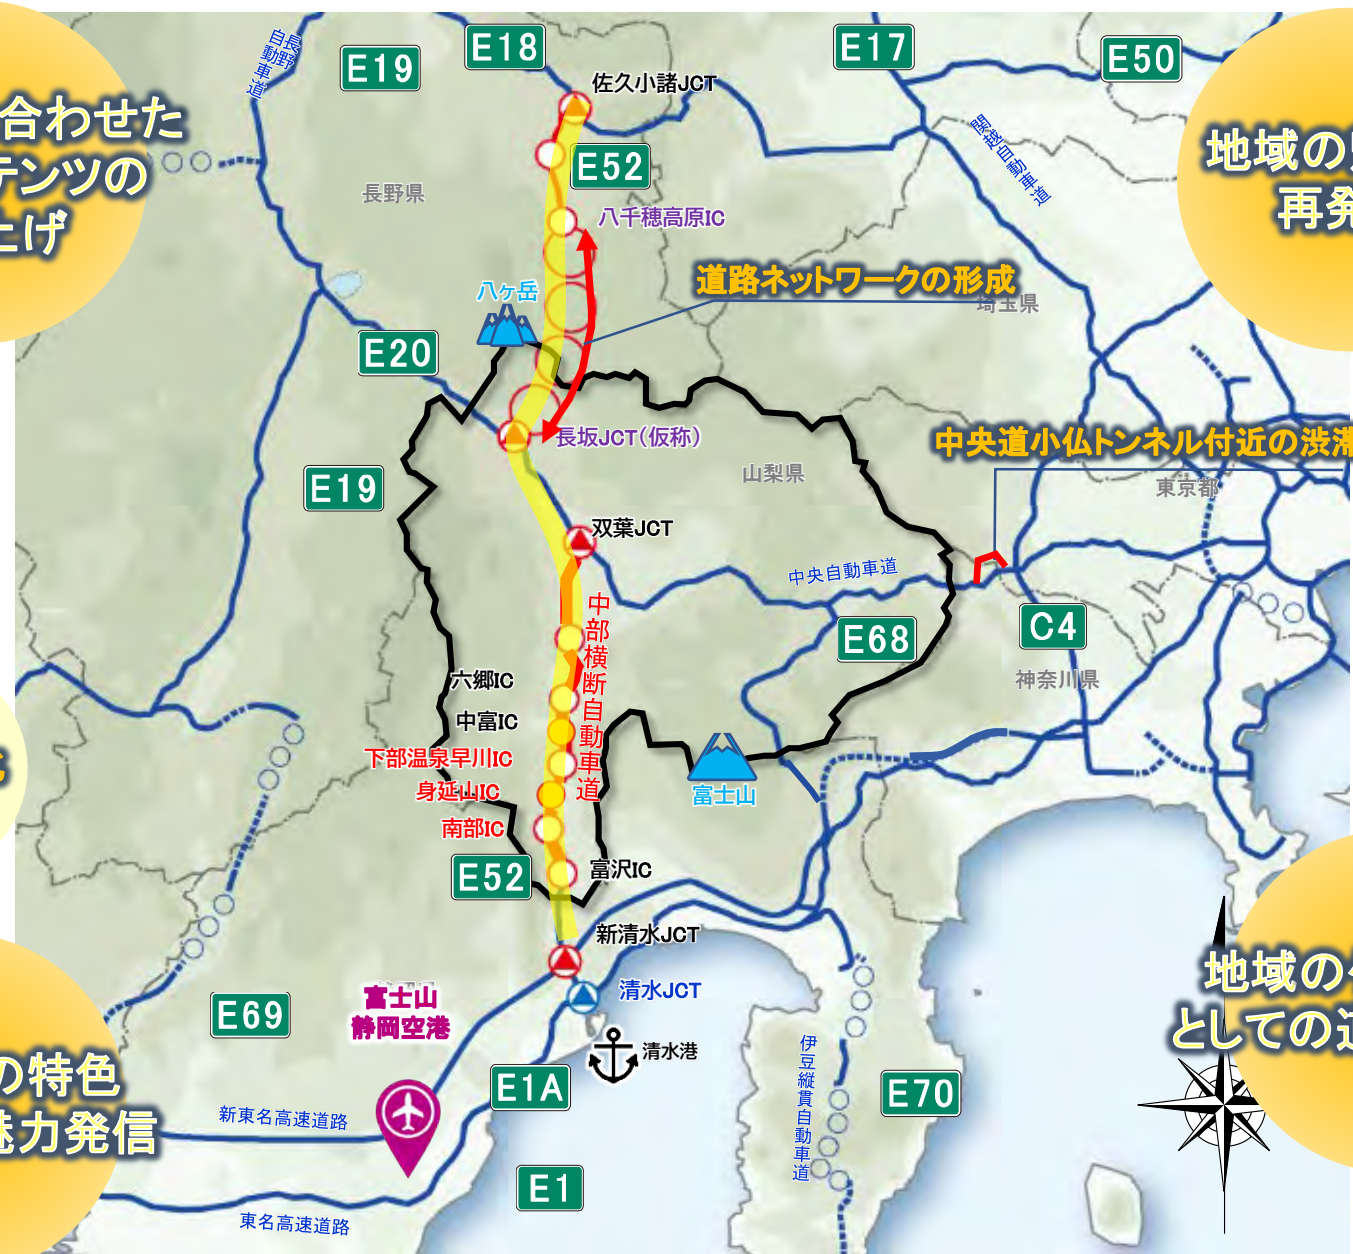 長野
自動車道
E19
E18
E17
E50
佐久小諸JCT
合わせた
テンツの
上げ
地域の
再発
関越自動車道
E52
長野県
八千穂高原IC
道路ネットワークの形成
八ヶ岳
埼玉県
E20
長坂JCT(仮称)
中央道小仏トンネル付近の渋滞
山梨県
E19
東京都
双葉JCT
中央自動車道
中部横断自動車道
E68
C4
六郷IC
神奈川県
中富IC
下部温泉早川IC
身延山IC
富士山
南部IC
E52
富沢IC
新清水JCT
地域の
としての
清水JCT
富士山
静岡空港
E69
清水港
伊豆縦貫自動車道
の特色
魅力発信
E1A
E70
新東名高速道路
E1
東名高速道路